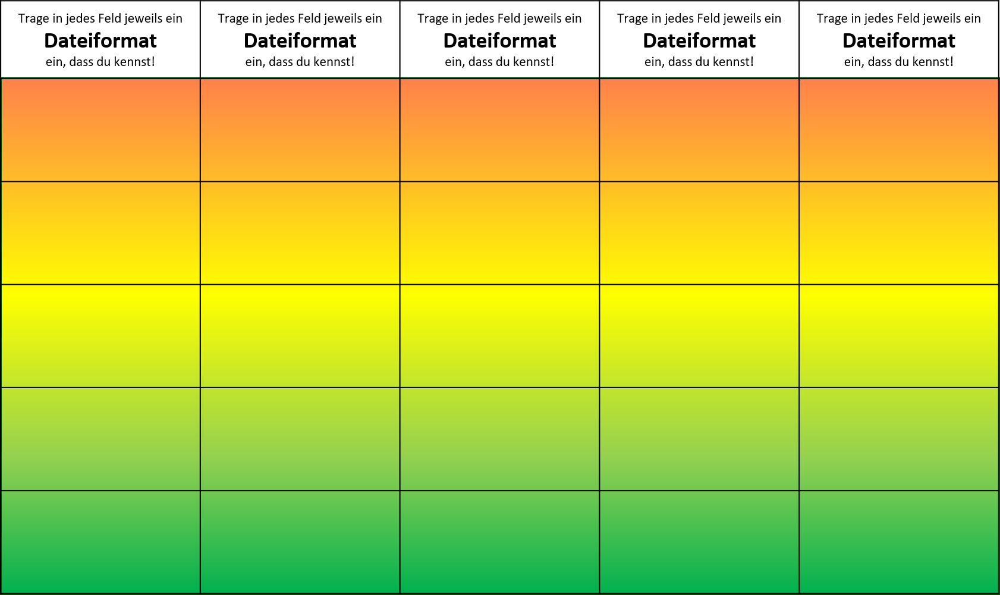 Trage in jedes Feld jeweils ein
Dateiformat
ein, dass du kennst!
Trage in jedes Feld jeweils ein
Dateiformat
ein, dass du kennst!
Trage in jedes Feld jeweils ein
Dateiformat
ein, dass du kennst!
Trage in jedes Feld jeweils ein
Dateiformat
ein, dass du kennst!
Trage in jedes Feld jeweils ein
Dateiformat
ein, dass du kennst!